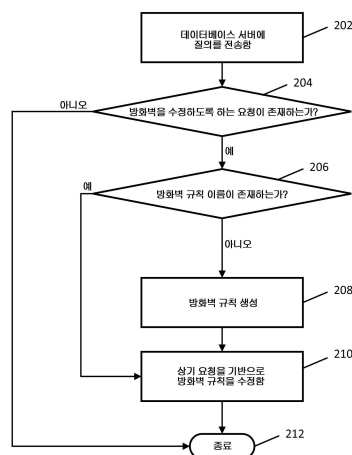 데이터베이스 서버에
질의를 전송함
202
204
방화벽을 수정하도록 하는 요청이 존재하는가?
아니오
예
206
방화벽 규칙 이름이 존재하는가?
예
아니오
208
방화벽 규칙 생성
210
상기 요청을 기반으로
방화벽 규칙을 수정함
212
종료